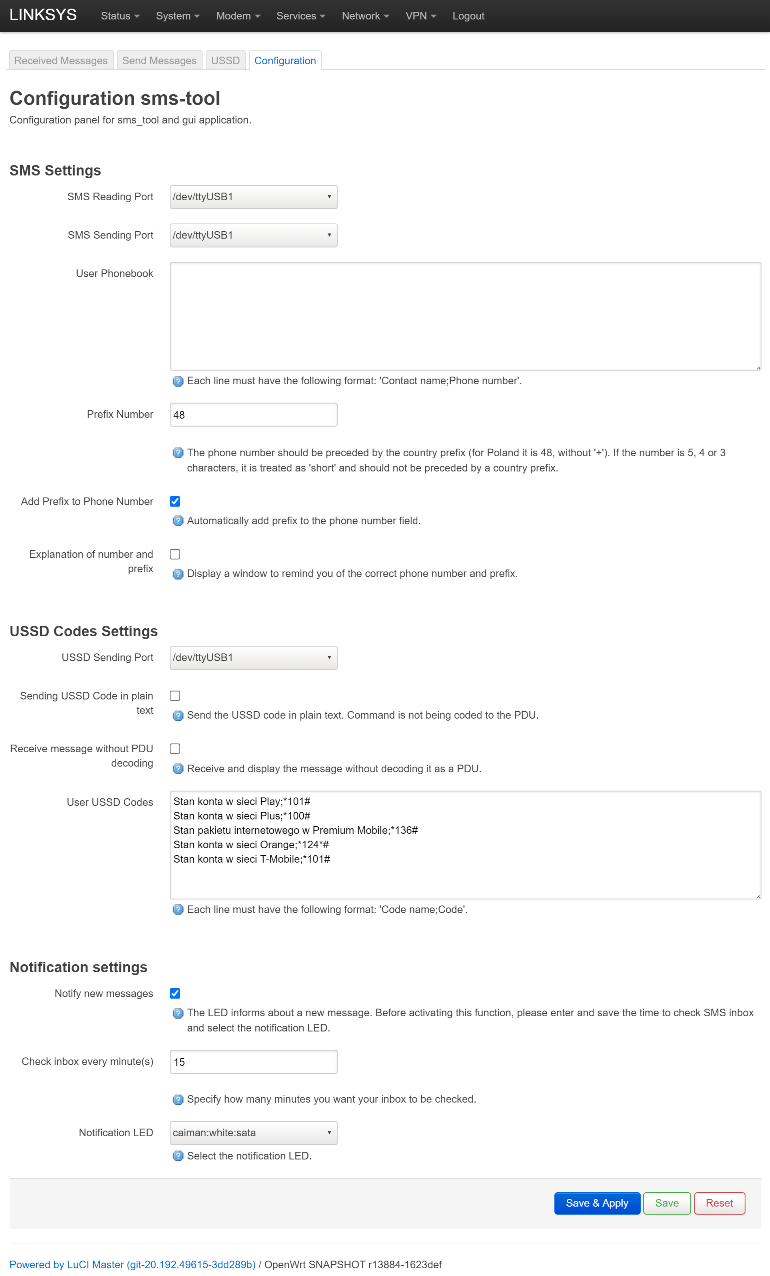 LINKSYS Status System Modem Services Network VPN Logout
Received Messages Send Messages USSD Configuration
Configuration sms-tool
Configuration panel for sms_tool and gui application.
SMS Settings
SMS Reading Port /dev/ttyUSB1
SMS Sending Port /dev/ttyUSB1
User Phonebook
Each line must have the following format: 'Contact name;Phone number'.
Prefix Number 48
The phone number should be preceded by the country prefix (for Poland it is 48, without '+'). If the number is 5, 4 or 3
characters, it is treated as 'short' and should not be preceded by a country prefix.
Add Prefix to Phone Number
Automatically add prefix to the phone number field.
Explanation of number and
prefix
Display a window to remind you of the correct phone number and prefix.
USSD Codes Settings
USSD Sending Port /dev/ttyUSB1
Sending USSD Code in plain
text
Send the USSD code in plain text. Command is not being coded to the PDU.
Receive message without PDU
decoding
Receive and display the message without decoding it as a PDU.
User USSD Codes
Stan konta w sieci Play;*101#
Stan konta w sieci Plus;*100#
Stan pakietu internetowego w Premium Mobile;*136#
Stan konta w sieci Orange;*124*#
Stan konta w sieci T-Mobile;*101#
Each line must have the following format: 'Code name;Code'.
Notification settings
Notify new messages
The LED informs about a new message. Before activating this function, please enter and save the time to check SMS inbox
and select the notification LED.
Check inbox every minute(s) 15
Specify how many minutes you want your inbox to be checked.
Notification LED caiman:white:sata
Select the notification LED.
Save & Apply Save Reset
Powered by LuCI Master (git-20.192.49615-3dd289b) / OpenWrt SNAPSHOT r13884-1623def